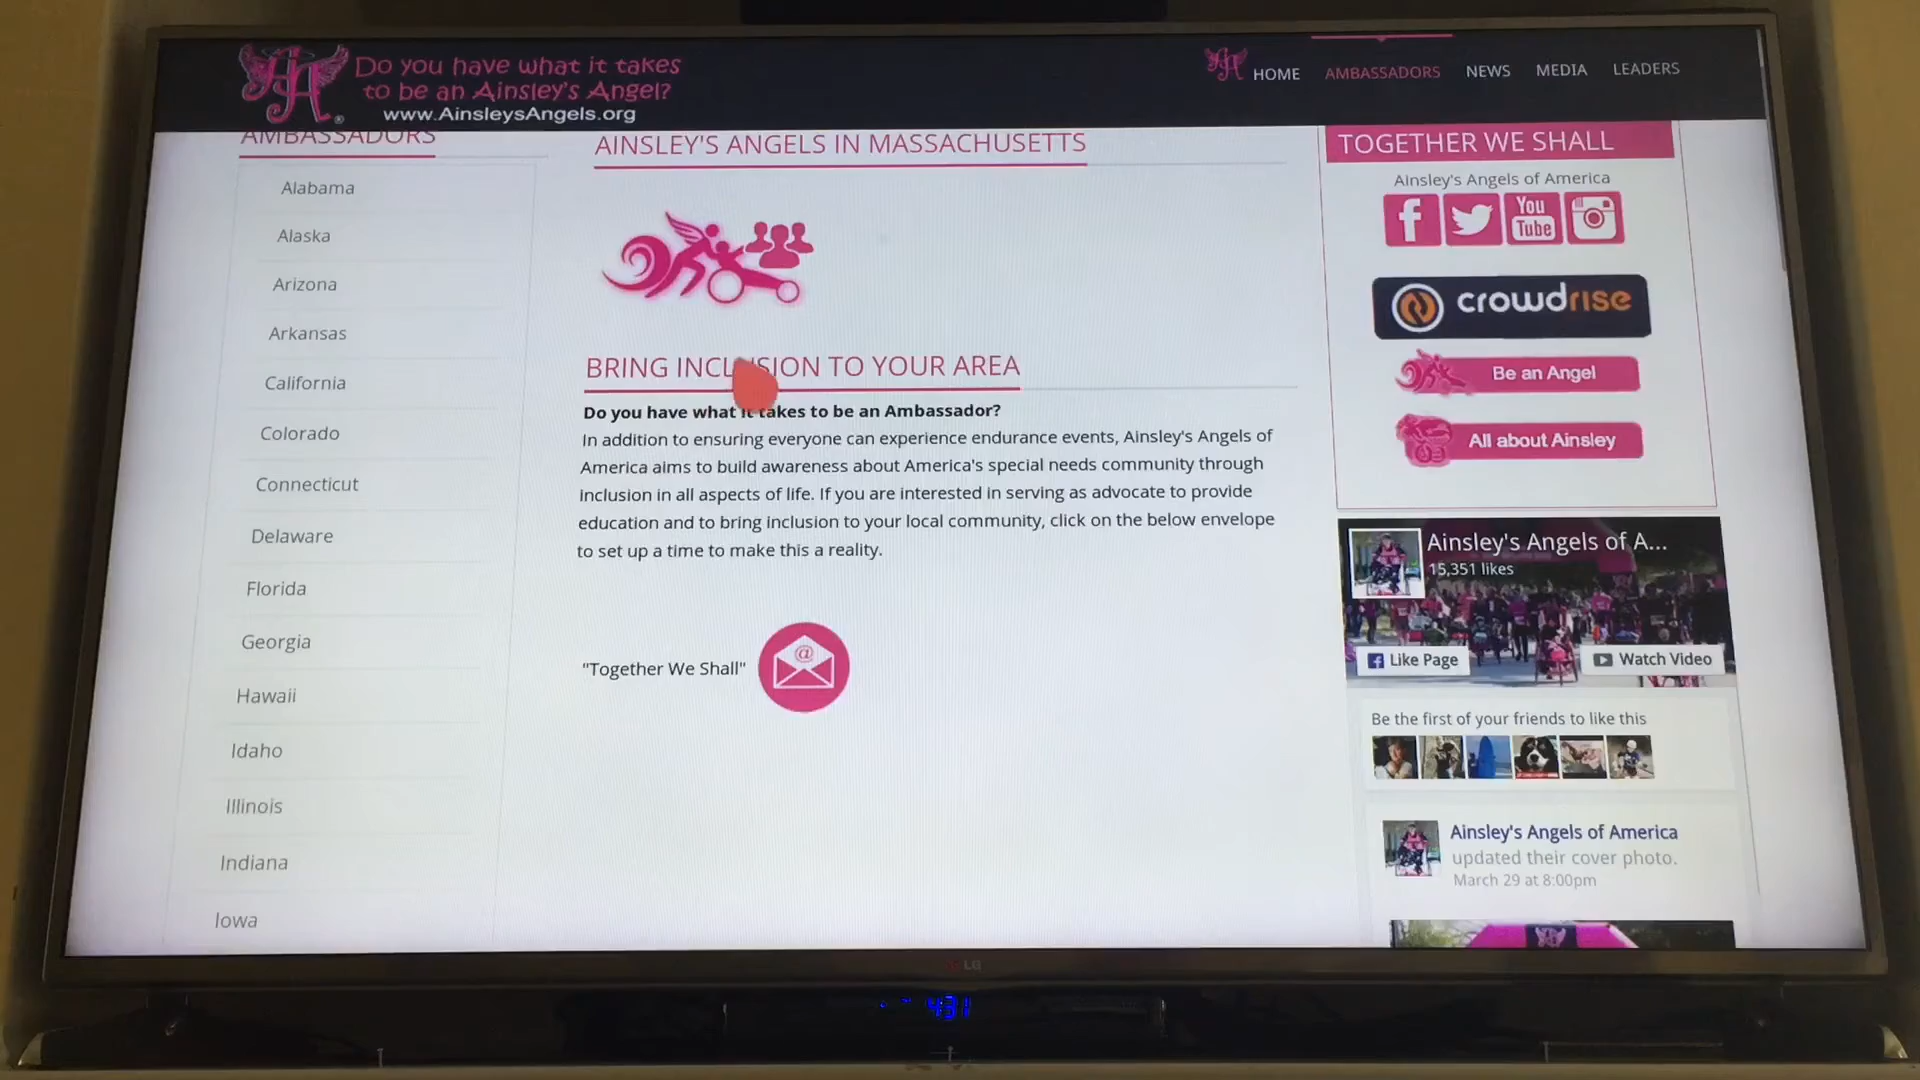 Do you have what it takes
to be an Ainsley's Angel?
www.AinsleysAngels.org
HOME
AMBASSADORS
NEWS
MEDIA
LEADERS
AMBASSADORS
Alabama
Alaska
Arizona
Arkansas
California
Colorado
Connecticut
Delaware
Florida
Georgia
Hawaii
Idaho
Illinois
Indiana
Iowa
AINSLEY'S ANGELS IN MASSACHUSETTS
BRING INCLUSION TO YOUR AREA
Do you have what it takes to be an Ambassador?
In addition to ensuring everyone can experience endurance events, Ainsley's Angels of
America aims to build awareness about America's special needs community through
inclusion in all aspects of life. If you are interested in serving as advocate to provide
education and to bring inclusion to your local community, click on the below envelope
to set up a time to make this a reality.
"Together We Shall"
@
TOGETHER WE SHALL
Ainsley's Angels of America
f
You
Tube
crowdrise
Be an Angel
All about Ainsley
Ainsley's Angels of A...
15,351 likes
Like Page
Watch Video
Be the first of your friends to like this
Ainsley's Angels of America
updated their cover photo.
March 29 at 8:00pm
LG
4:31